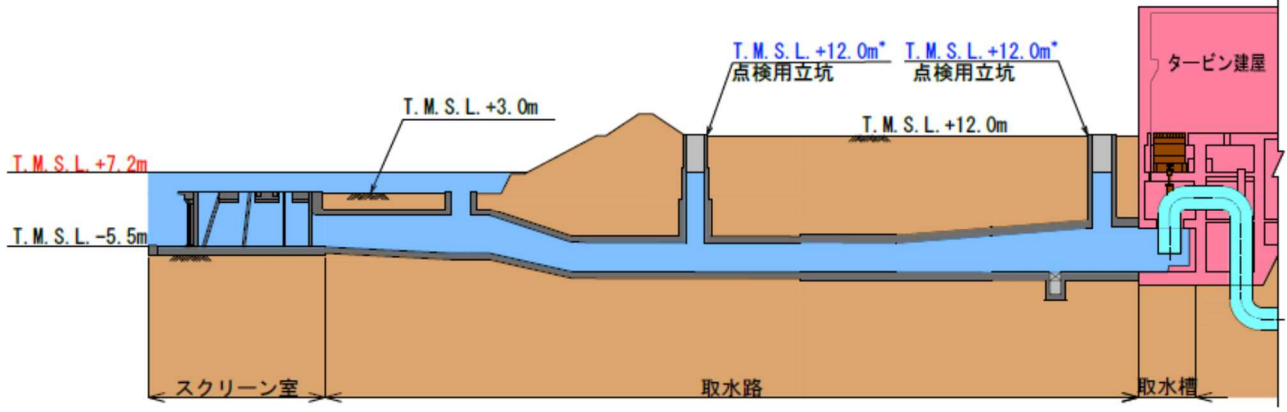 T.M.S.L.+12.0m*
点検用立坑
T.M.S.L.+12.0m*
点検用立坑
タービン建屋
T.M.S.L.+3.0m
T.M.S.L.+12.0m
T.M.S.L.+7.2m
T.M.S.L.-5.5m
スクリーン室
取水路
取水槽